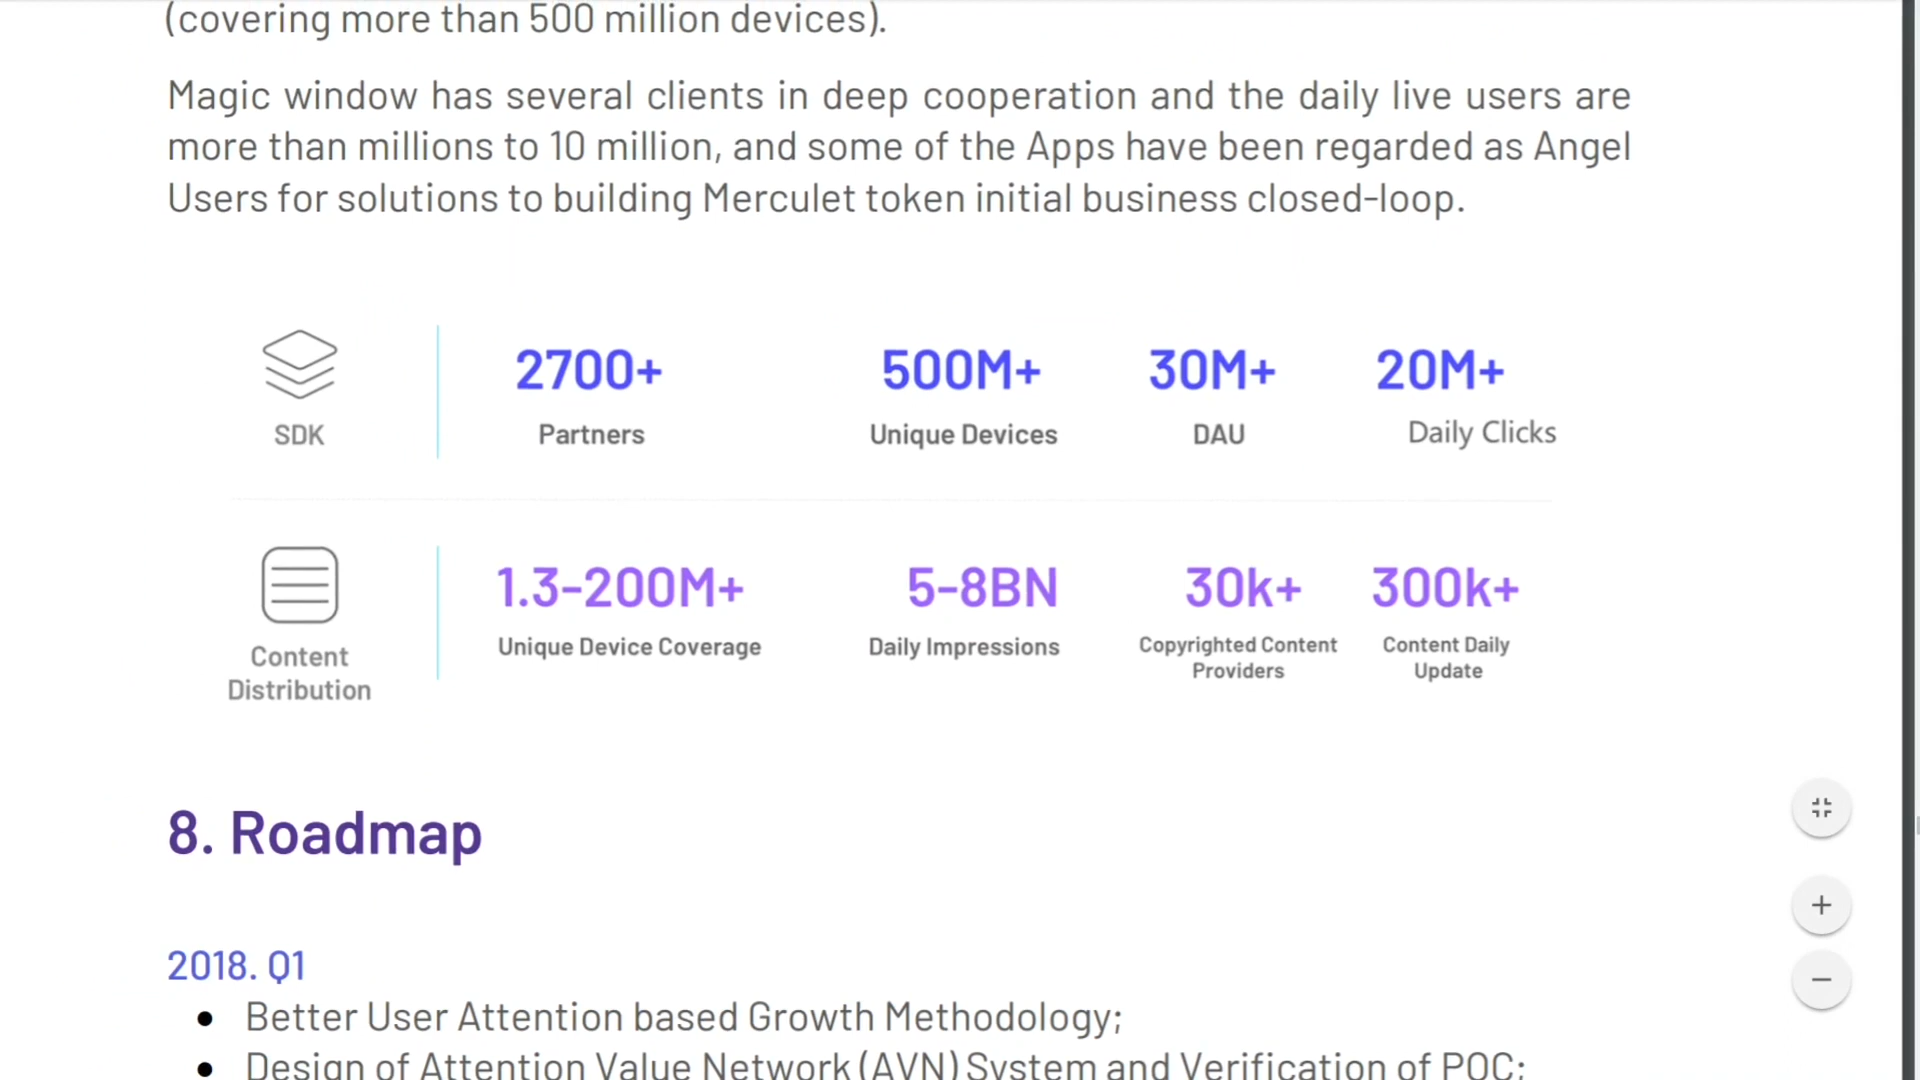 (covering more than 500 million devices).
Magic window has several clients in deep cooperation and the daily live users are
more than millions to 10 million, and some of the Apps have been regarded as Angel
Users for solutions to building Merculet token initial business closed-loop.
2700+ 500M+ 30M+ 20M+
SDK Partners Unique Devices DAU Daily Clicks
1.3-200M+ 5-8BN 30k+ 300k+
Unique Device Coverage Daily Impressions Copyrighted Content Content Daily
Providers Update
Content
Distribution
8. Roadmap
2018. Q1
● Better User Attention based Growth Methodology;
● Design of Attention Value Network (AVN) System and Verification of POC;